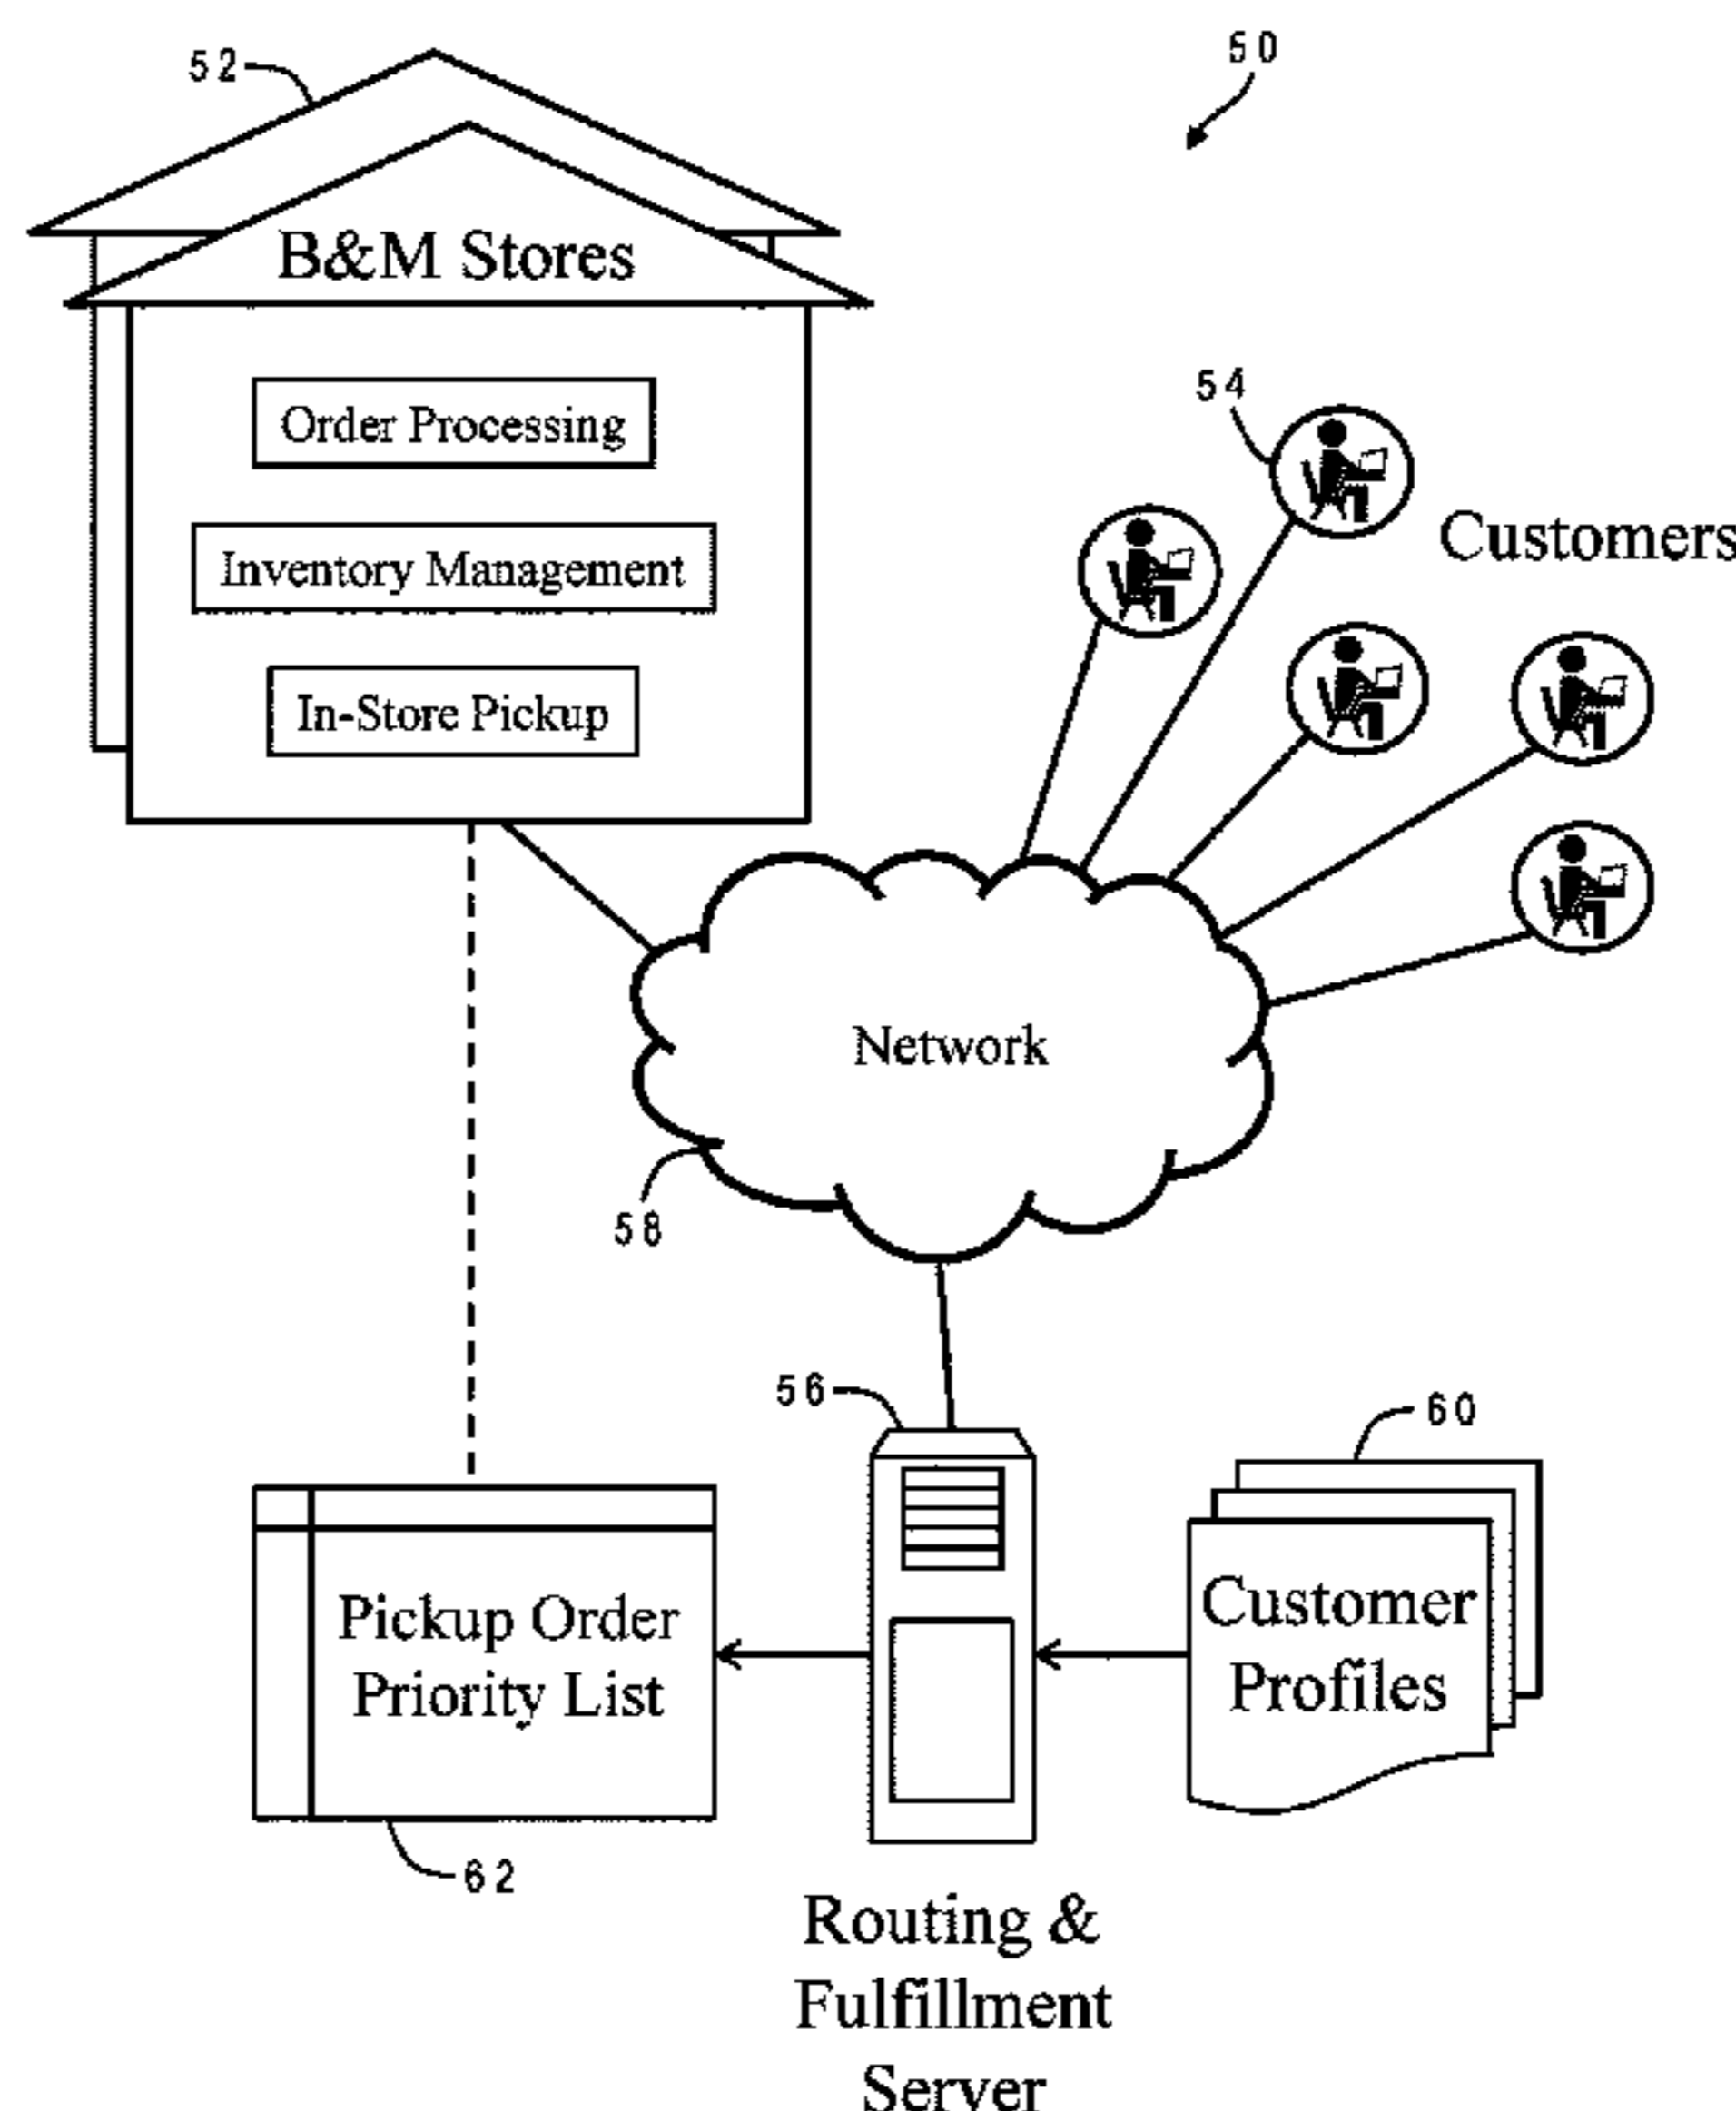 52
50
B&M Stores
Order Processing
Inventory Management
In-Store Pickup
54
Customers
Network
58
56
60
Pickup Order
Priority List
Customer
Profiles
62
Routing &
Fulfillment
Server